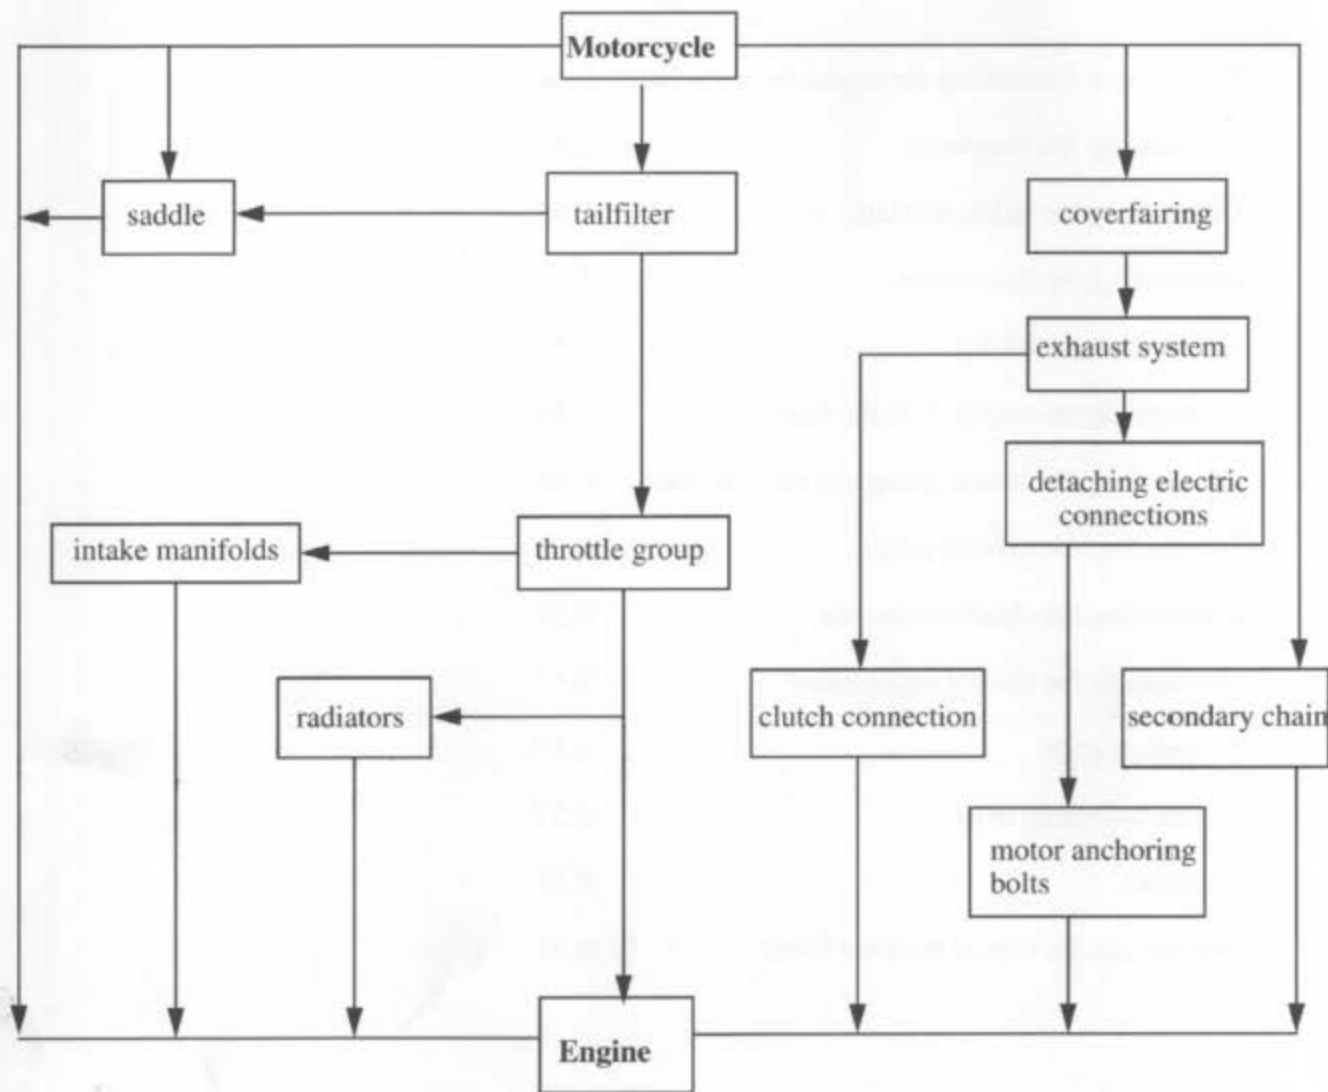 Motorcycle
saddle
tailfilter
coverfairing
exhaust system
detaching electric
connections
intake manifolds
throttle group
radiators
clutch connection
secondary chain
motor anchoring
bolts
Engine